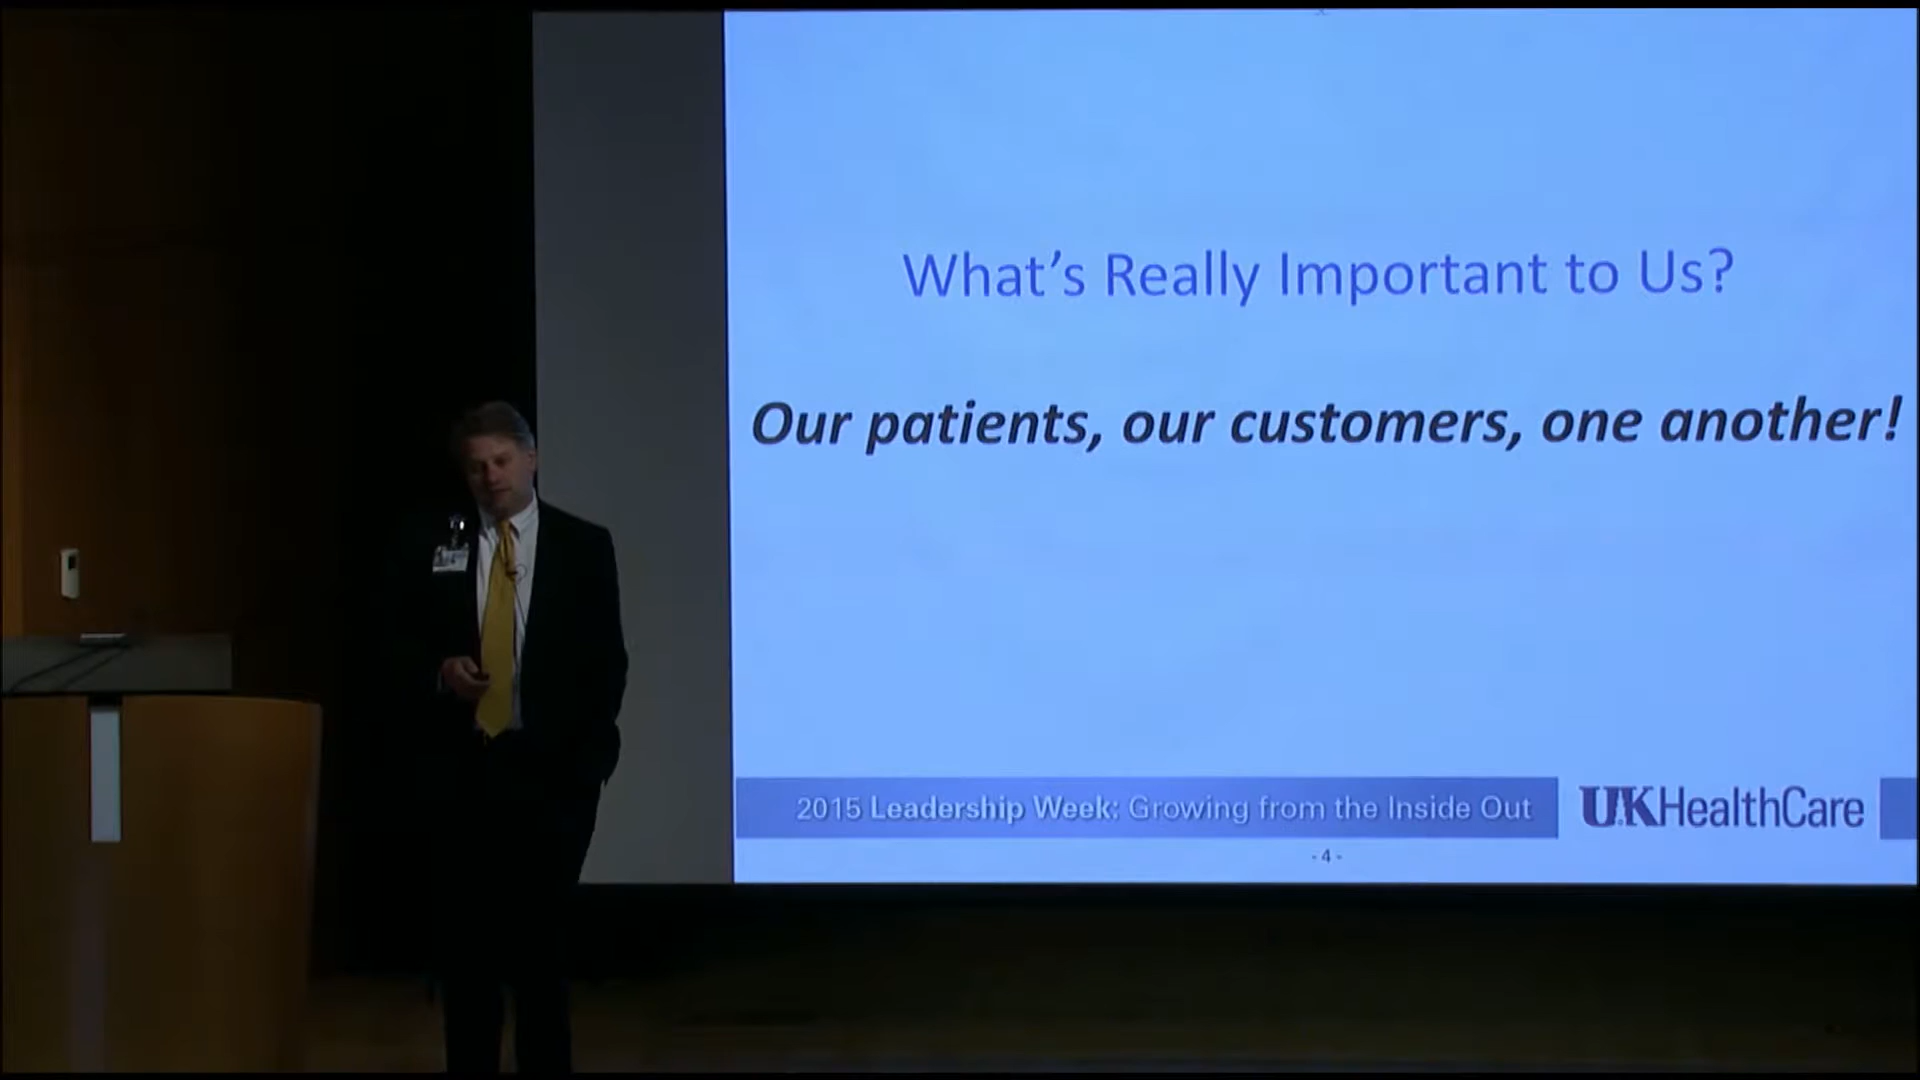 What's Really Important to Us?
Our patients, our customers, one another!
2015 Leadership Week: Growing from the Inside Out
UKHealthCare
- 4 -